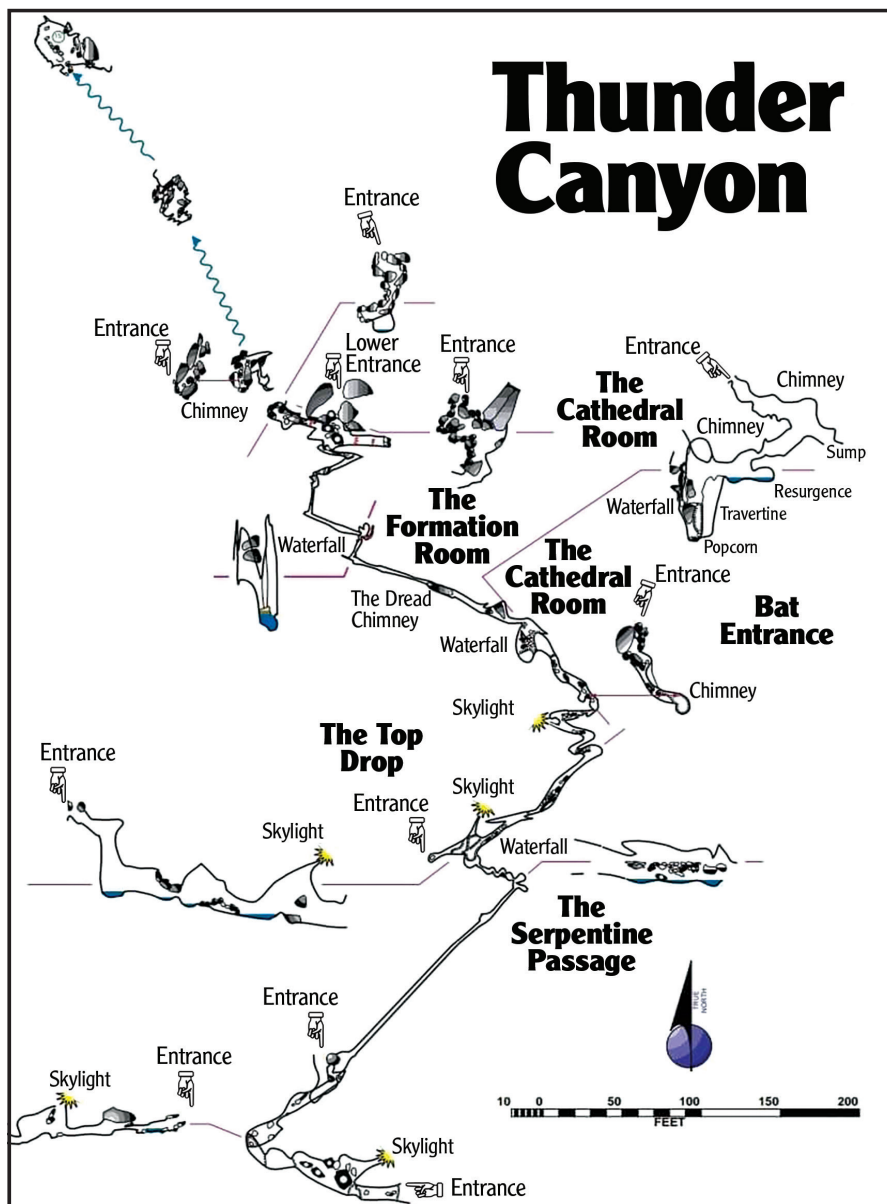 Thunder
Canyon
Entrance
Entrance
Lower
Entrance
Entrance
Entrance
Chimney
Chimney
The
Cathedral
Room
Chimney
Sump
Resurgence
Waterfall
Travertine
Popcorn
The
Formation
Room
Waterfall
The
Cathedral
Room
Entrance
The Dread
Chimney
Bat
Entrance
Waterfall
Chimney
Skylight
The Top
Drop
Entrance
Skylight
Entrance
Skylight
Waterfall
The
Serpentine
Passage
TRUE
NORTH
Entrance
Entrance
Skylight
10 0 50 100 150 200
FEET
Skylight
Entrance